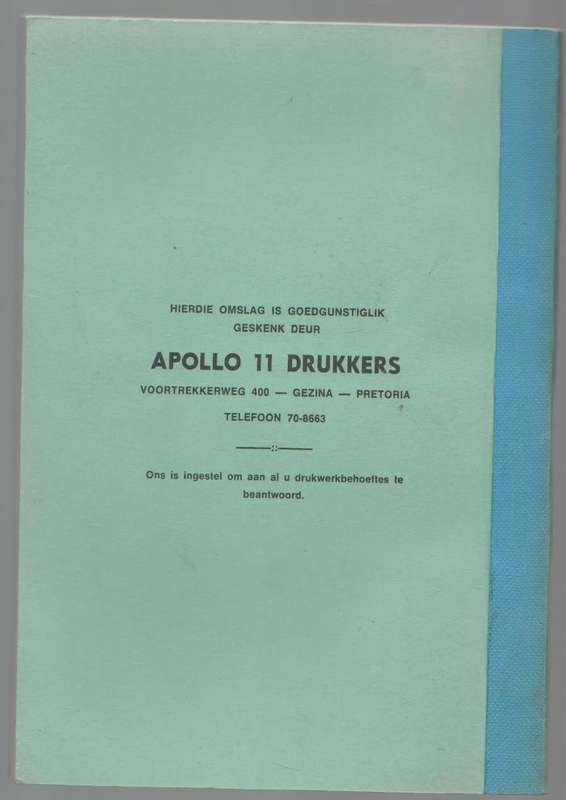 HIERDIE OMSLAG IS GOEDGUNSTIGLIK
GESKENK DEUR
APOLLO 11 DRUKKERS
VOORTREKKERWEG 400 — GEZINA — PRETORIA
TELEFOON 70-8663
Ons is ingestel om aan al u drukwerkbehoeftes te
beantwoord.